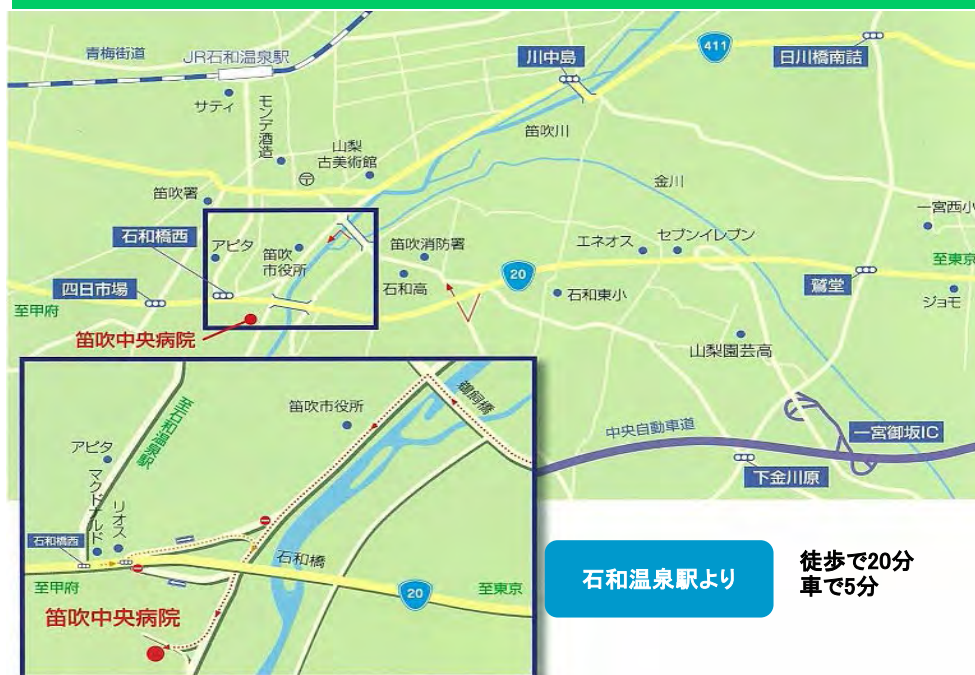 青梅街道
JR石和温泉駅
川中島
411
日川橋南詰
サティ
モンデ酒造
山梨
古美術館
笛吹川
〒
笛吹署
金川
一宮西小
石和橋西
アピタ
笛吹
市役所
笛吹消防署
エネオス
セブンイレブン
至東京
四日市場
石和高
20
石和東小
鵞堂
ジョモ
至甲府
笛吹中央病院
山梨園芸高
中央自動車道
一宮御坂IC
下金川原
至石和温泉駅
笛吹市役所
鵜飼橋
アピタ
マクドナルド
リオス
石和橋西
石和橋
至甲府
20
至東京
笛吹中央病院
石和温泉駅より
徒歩で20分
車で5分